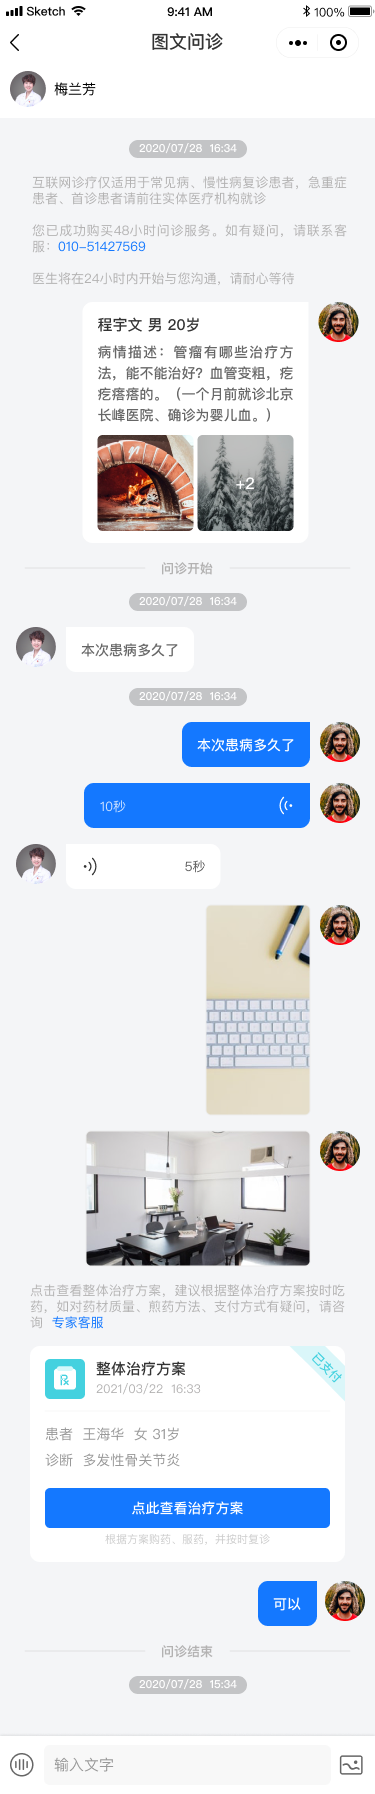 Sketch
9:41 AM
100%
图文问诊
梅兰芳
2020/07/28 16:34
互联网诊疗仅适用于常见病、慢性病复诊患者，急重症
患者、首诊患者请前往实体医疗机构就诊
您已成功购买48小时问诊服务。如有疑问，请联系客
服：010-51427569
医生将在24小时内开始与您沟通，请耐心等待
程宇文 男 20岁
病情描述：管瘤有哪些治疗方
法，能不能治好？血管变粗，疙
疙瘩瘩的。（一个月前就诊北京
长峰医院、确诊为婴儿血。）
+2
问诊开始
2020/07/28 16:34
本次患病多久了
2020/07/28 16:34
本次患病多久了
10秒
5秒
点击查看整体治疗方案，建议根据整体治疗方案按时吃
药，如对药材质量、煎药方法、支付方式有疑问，请咨
询 专家客服
已支付
整体治疗方案
2021/03/22 16:33
患者 王海华 女 31岁
诊断 多发性骨关节炎
点此查看治疗方案
根据方案购药、服药，并按时复诊
可以
问诊结束
2020/07/28 15:34
输入文字